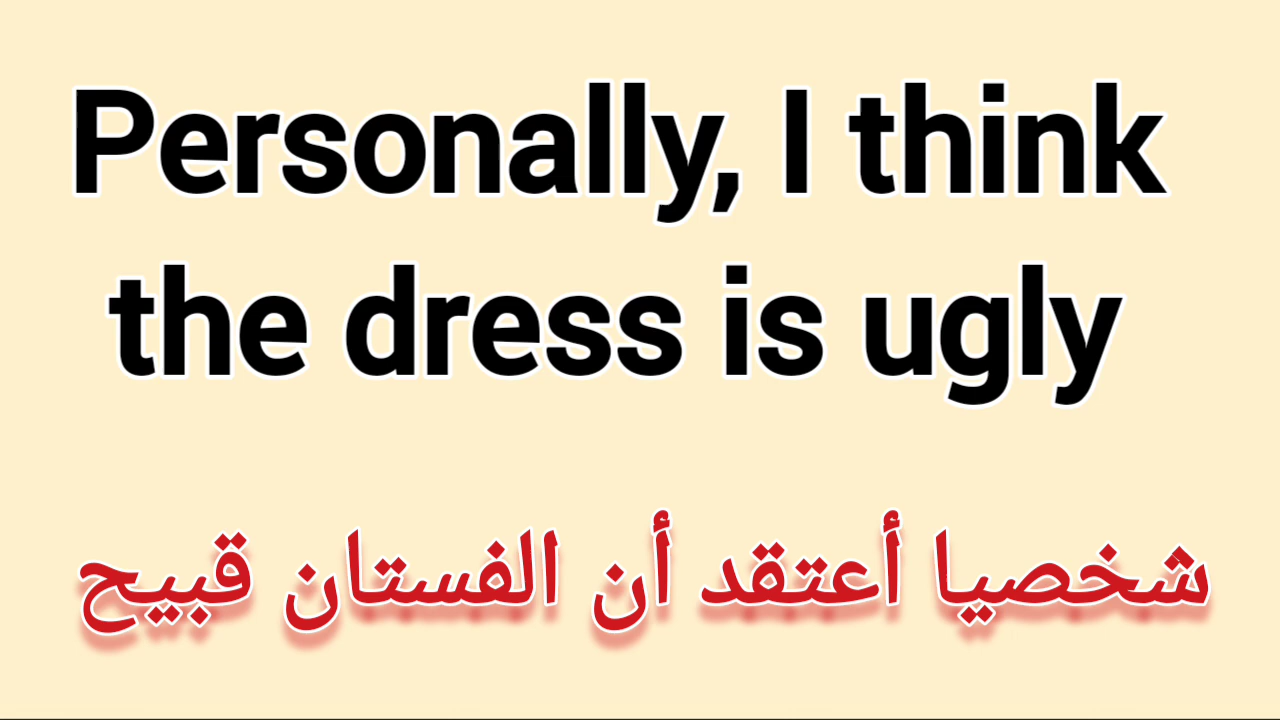 Personally, I think
the dress is ugly
شخصيا أعتقد أن الفستان قبيح